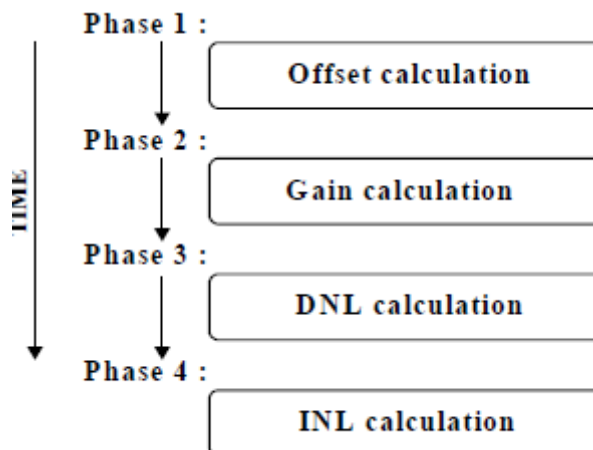 Phase 1 :
Offset calculation
Phase 2 :
Gain calculation
Phase 3 :
DNL calculation
Phase 4 :
INL calculation
TIME